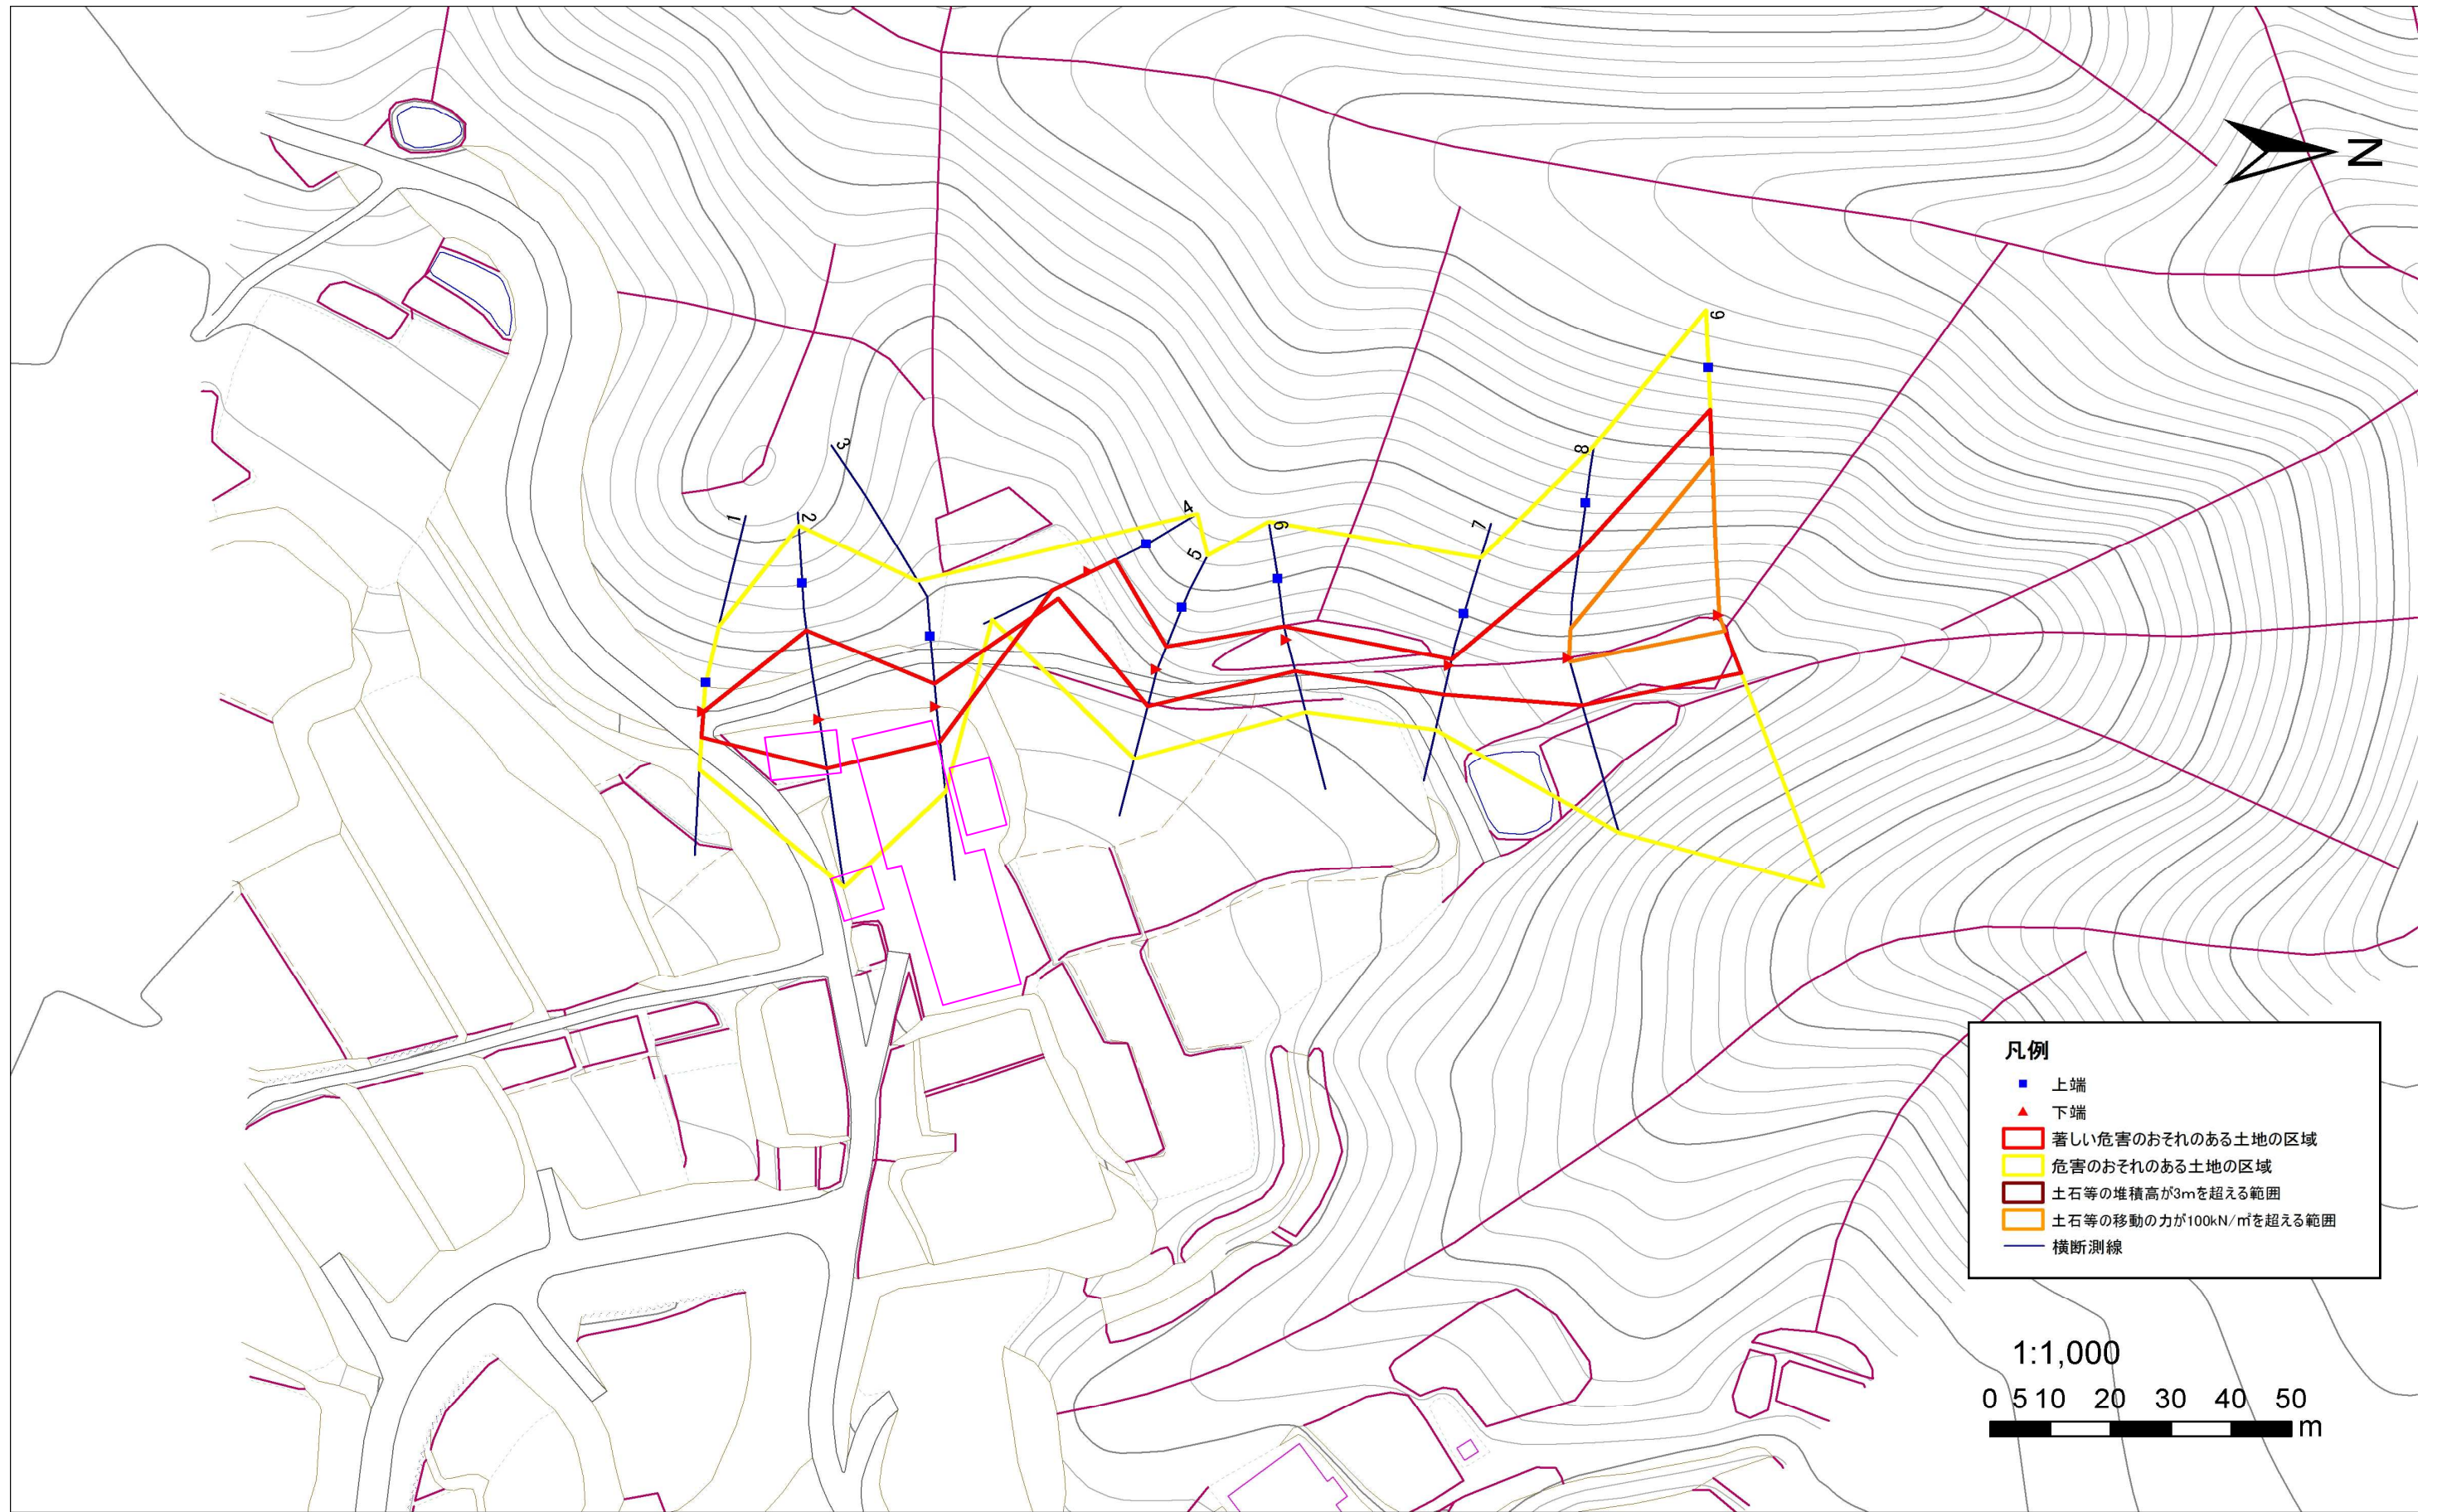 N
9
8
3
4
1
2
6
7
5
凡例
上端
下端
著しい危害のおそれのある土地の区域
危害のおそれのある土地の区域
土石等の堆積高が3mを超える範囲
土石等の移動の力が100kN/㎡を超える範囲
横断測線
1:1,000
0 5 10 20 30 40 50
m